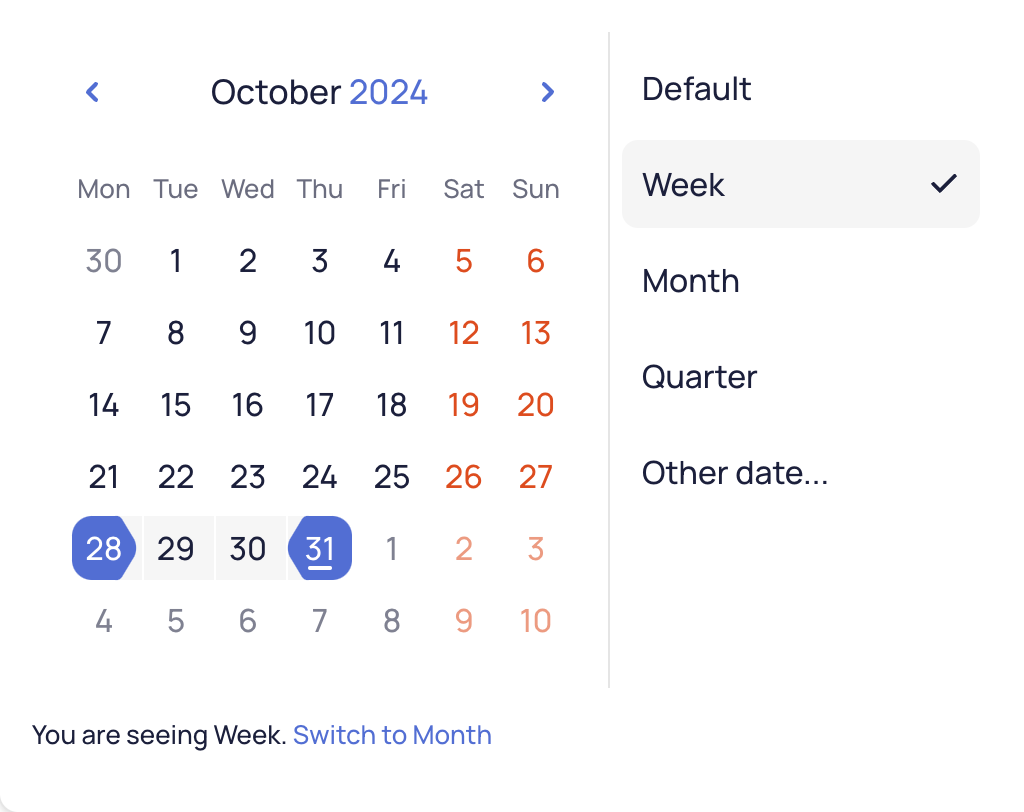 October 2024
Mon Tue Wed Thu Fri Sat Sun
30 1 2 3 4 5 6
7 8 9 10 11 12 13
14 15 16 17 18 19 20
21 22 23 24 25 26 27
28 29 30 31 1 2 3
4 5 6 7 8 9 10
Default
Week
Month
Quarter
Other date...
You are seeing Week. Switch to Month